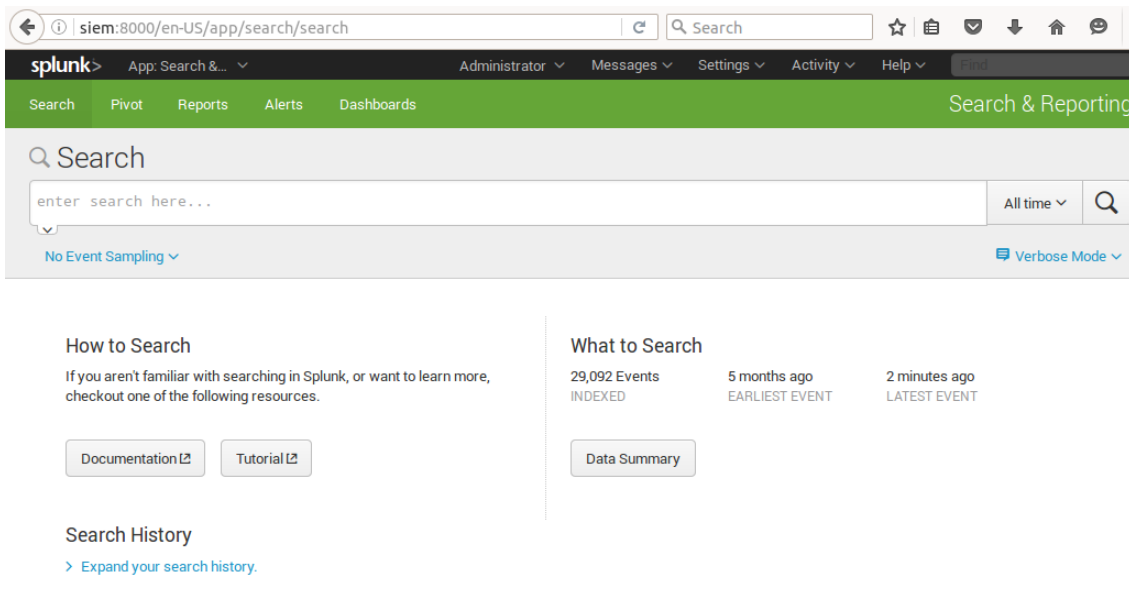 siem:8000/en-US/app/search/search
Search
splunk> App: Search &... Administrator Messages Settings Activity Help Find
Search Pivot Reports Alerts Dashboards Search & Reporting
Search
enter search here...
All time
No Event Sampling
Verbose Mode
How to Search
If you aren't familiar with searching in Splunk, or want to learn more,
checkout one of the following resources.
Documentation
Tutorial
What to Search
29,092 Events 5 months ago 2 minutes ago
INDEXED EARLIEST EVENT LATEST EVENT
Data Summary
Search History
> Expand your search history.